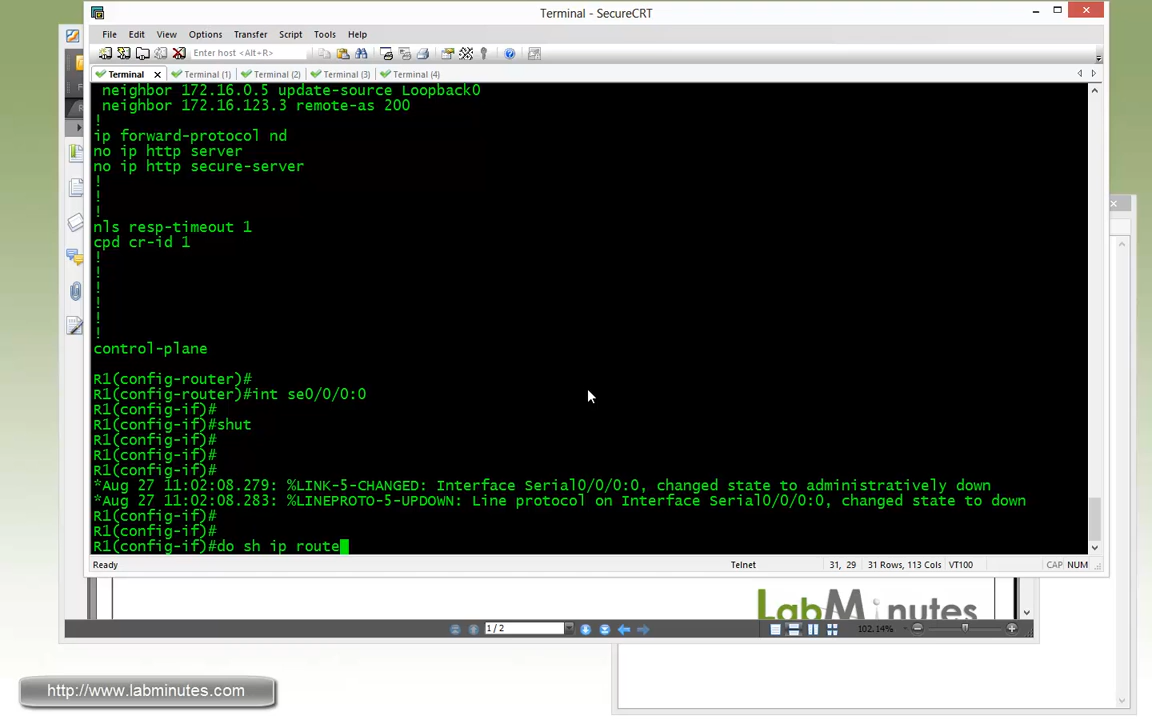 Terminal - SecureCRT
File Edit View Options Transfer Script Tools Help
Enter host <Alt+R>
Terminal Terminal (1) Terminal (2) Terminal (3) Terminal (4)
neighbor 172.16.0.5 update-source Loopback0
neighbor 172.16.123.3 remote-as 200
!
ip forward-protocol nd
no ip http server
no ip http secure-server
!
!
!
nls resp-timeout 1
cpd cr-id 1
!
!
!
!
!
!
control-plane
R1(config-router)#
R1(config-router)#int se0/0/0:0
R1(config-if)#
R1(config-if)#shut
R1(config-if)#
R1(config-if)#
R1(config-if)#
*Aug 27 11:02:08.279: %LINK-5-CHANGED: Interface Serial0/0/0:0, changed state to administratively down
*Aug 27 11:02:08.283: %LINEPROTO-5-UPDOWN: Line protocol on Interface Serial0/0/0:0, changed state to down
R1(config-if)#
R1(config-if)#
R1(config-if)#do sh ip route
Ready Telnet 31, 29 31 Rows, 113 Cols VT100 CAP NUM
LabMinutes
1 / 2 102.14%
http://www.labminutes.com